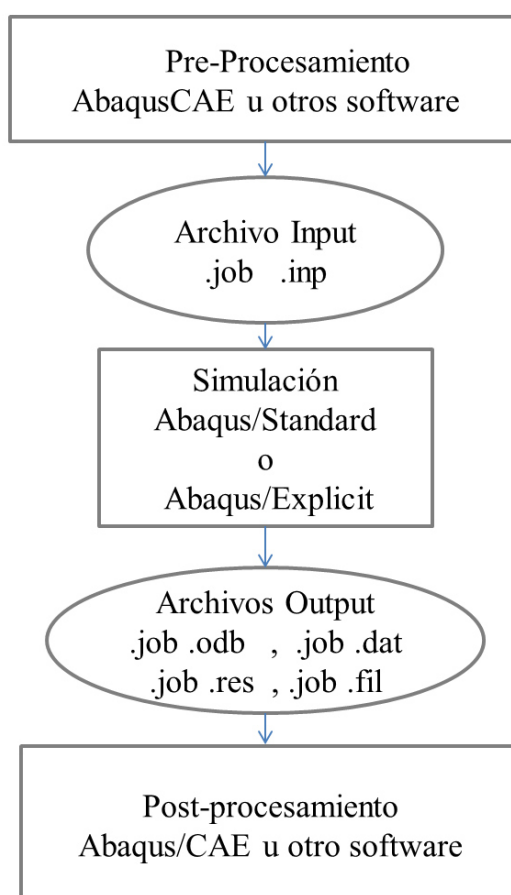 Pre-Procesamiento
AbaqusCAE u otros software
Archivo Input
.job .inp
Simulación
Abaqus/Standard
o
Abaqus/Explicit
Archivos Output
.job .odb , .job .dat
.job .res , .job .fil
Post-procesamiento
Abaqus/CAE u otro software